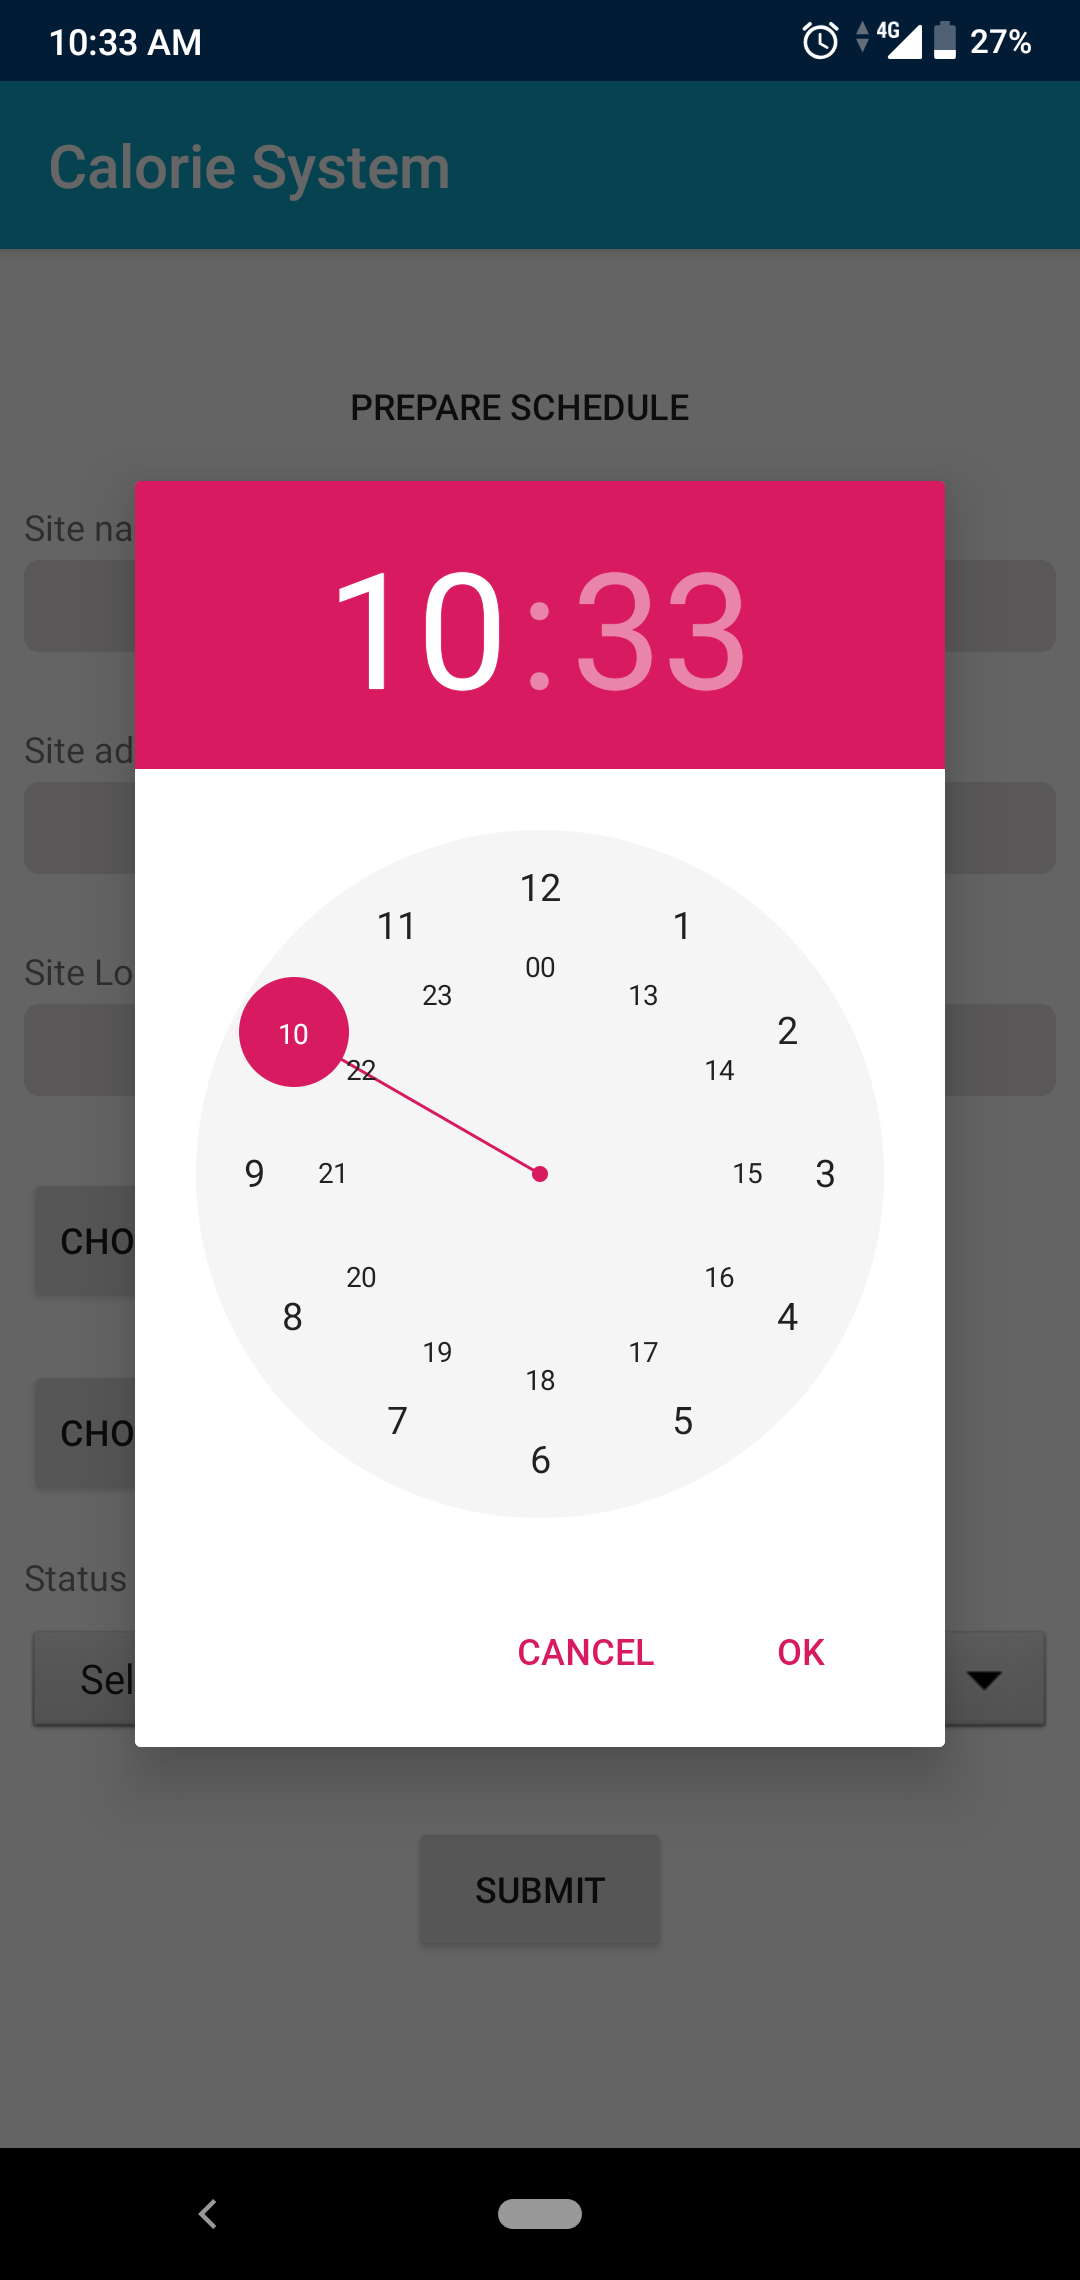 10:33 AM 4G 27%
Calorie System
PREPARE SCHEDULE
Site na
10:33
Site ad
Site Lo
12
11 1
00
23 13
10 2
22 14
9 21 15 3
20 16
8 4
19 17
18
7 5
6
CHO
CHO
Status
Sel
CANCEL OK
SUBMIT